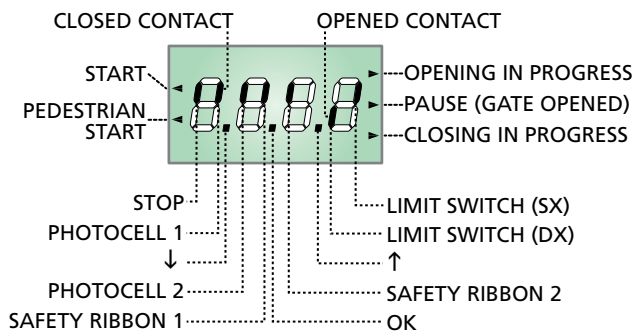 CLOSED CONTACT
OPENED CONTACT
START
PEDESTRIAN
START
OPENING IN PROGRESS
PAUSE (GATE OPENED)
CLOSING IN PROGRESS
STOP
PHOTOCELL 1
↓
PHOTOCELL 2
SAFETY RIBBON 1
LIMIT SWITCH (SX)
LIMIT SWITCH (DX)
↑
SAFETY RIBBON 2
OK